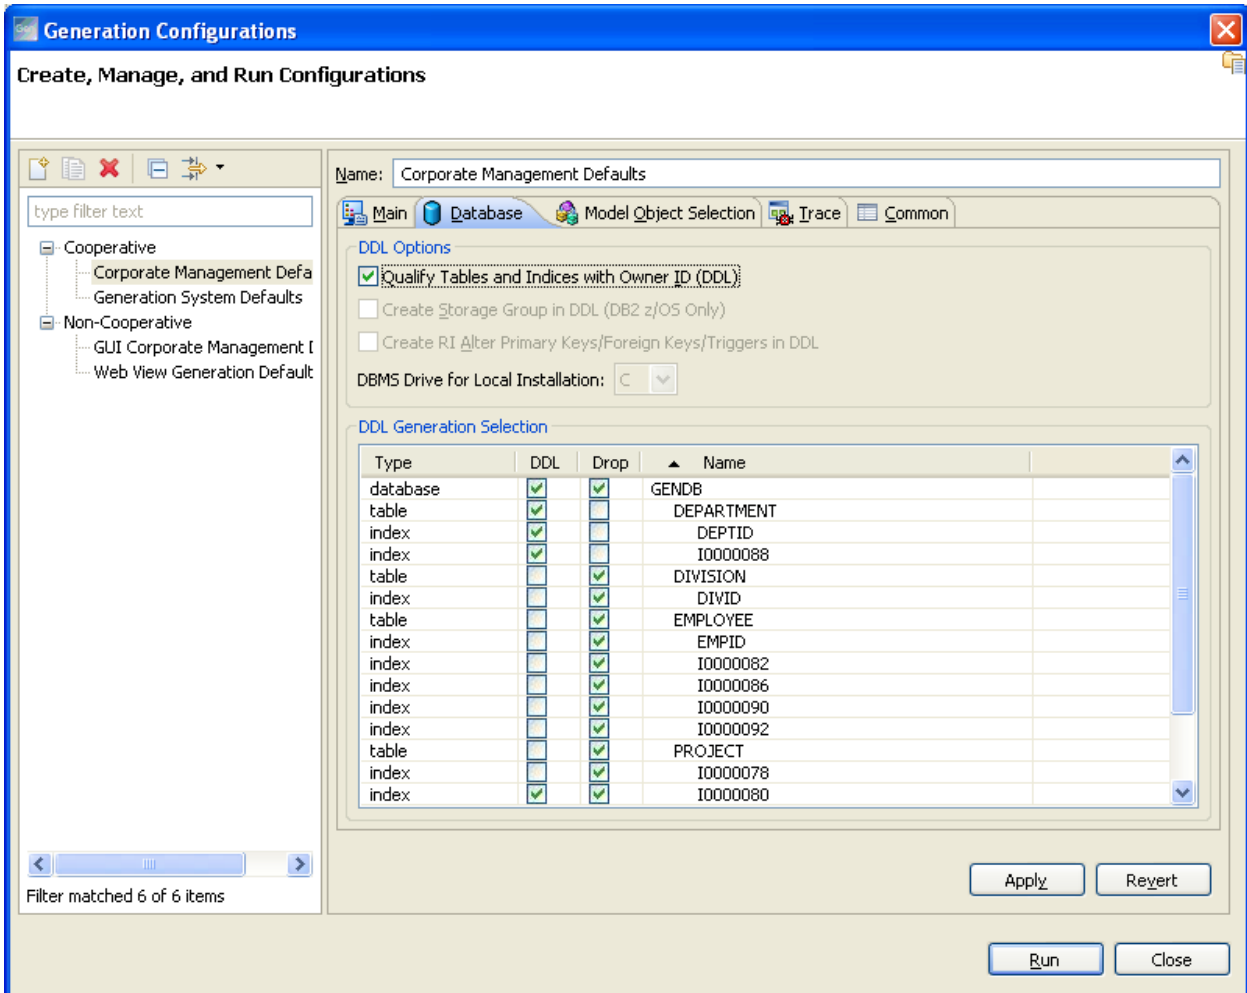 Generation Configurations
Create, Manage, and Run Configurations
Name: Corporate Management Defaults
type filter text
Main Database Model Object Selection Trace Common
Cooperative
Corporate Management Defa
Generation System Defaults
Non-Cooperative
GUI Corporate Management
Web View Generation Default
DDL Options
Qualify Tables and Indices with Owner ID (DDL)
Create Storage Group in DDL (DB2 z/OS Only)
Create RI Alter Primary Keys/Foreign Keys/Triggers in DDL
DBMS Drive for Local Installation: C
DDL Generation Selection
Type DDL Drop Name
database GENDB
table DEPARTMENT
index DEPTID
index I0000088
table DIVISION
index DIVID
table EMPLOYEE
index EMPID
index I0000082
index I0000086
index I0000090
index I0000092
table PROJECT
index I0000078
index I0000080
Filter matched 6 of 6 items
Apply Revert
Run Close